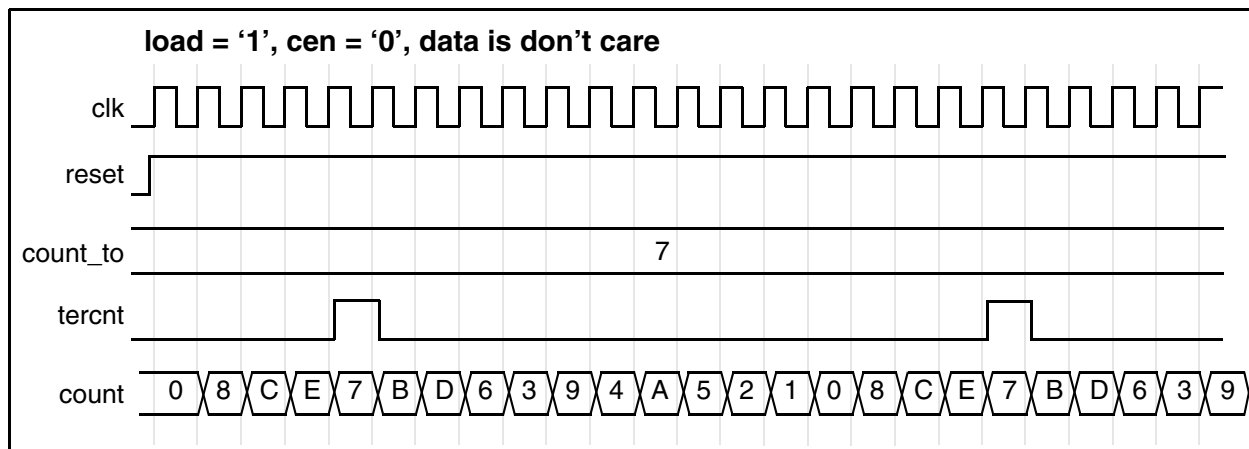 load = ‘1’, cen = ‘0’, data is don’t care
clk
reset
count_to 7
tercnt
count 0 8 C E 7 B D 6 3 9 4 A 5 2 1 0 8 C E 7 B D 6 3 9